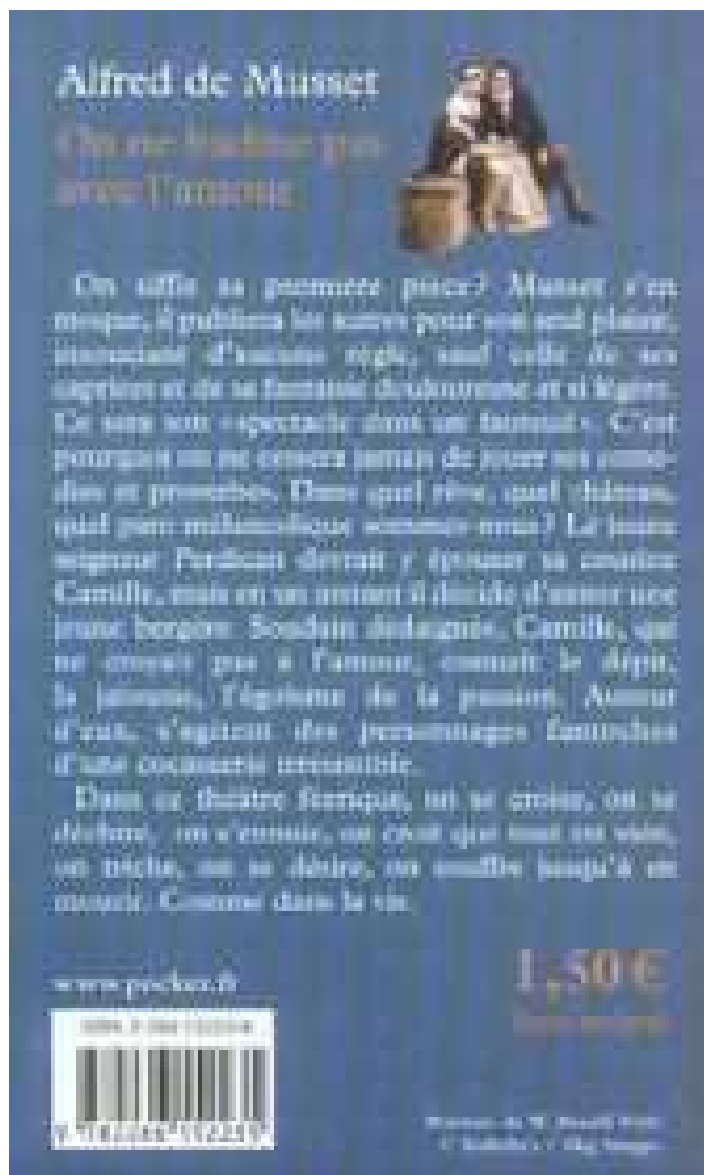 Alfred de Musset
On ne badine pas
avec l'amour
On siffle sa première pièce? Musset s'en
moque, il publiera les autres pour son seul plaisir,
insouciant d'aucune règle, sauf celle de ses
caprices et de sa fantaisie douloureuse et si légère.
Ce sera son «spectacle dans un fauteuil». C'est
pourquoi on ne cessera jamais de jouer ses comé-
dies et proverbes. Dans quel rêve, quel château,
quel parc mélancolique sommes-nous? Le jeune
seigneur Perdican devrait y épouser sa cousine
Camille, mais en un instant il décide d'aimer une
jeune bergère. Soudain dédaignée, Camille, qui
ne croyait pas à l'amour, connaît le dépit,
la jalousie, l'égoïsme de la passion. Autour
d'eux, s'agitent des personnages fantoches
d'une cocasserie irrésistible.
Dans ce théâtre féerique, on se croise, on se
déchire, on s'ennuie, on croit que tout est
on triche, on se désire, on souffre jusqu'à en
mourir. Comme dans la vie.
www.pocket.fr
1,50 €
ISBN